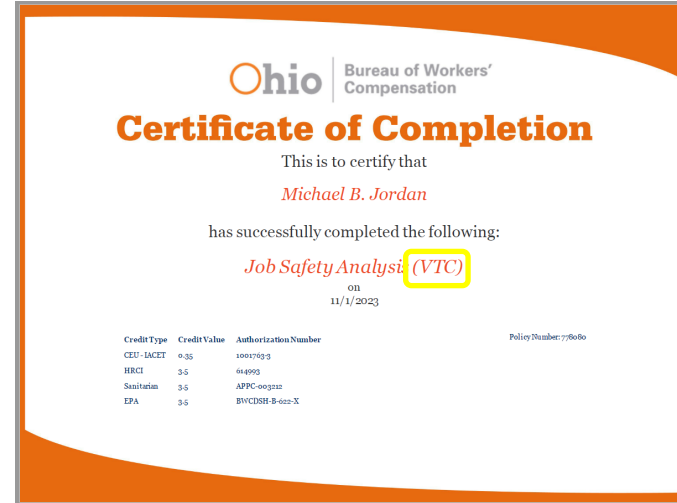 Ohio Bureau of Workers'
Compensation
Certificate of Completion
This is to certify that
Michael B. Jordan
has successfully completed the following:
Job Safety Analysis (VTC)
on
11/1/2023
Credit Type Credit Value Authorization Number
CEU - IACET 0.35 1001763-3
HRCI 3.5 614993
Sanitarian 3.5 APPC-003212
EPA 3.5 BWCDSH-B-622-X
Policy Number: 778080